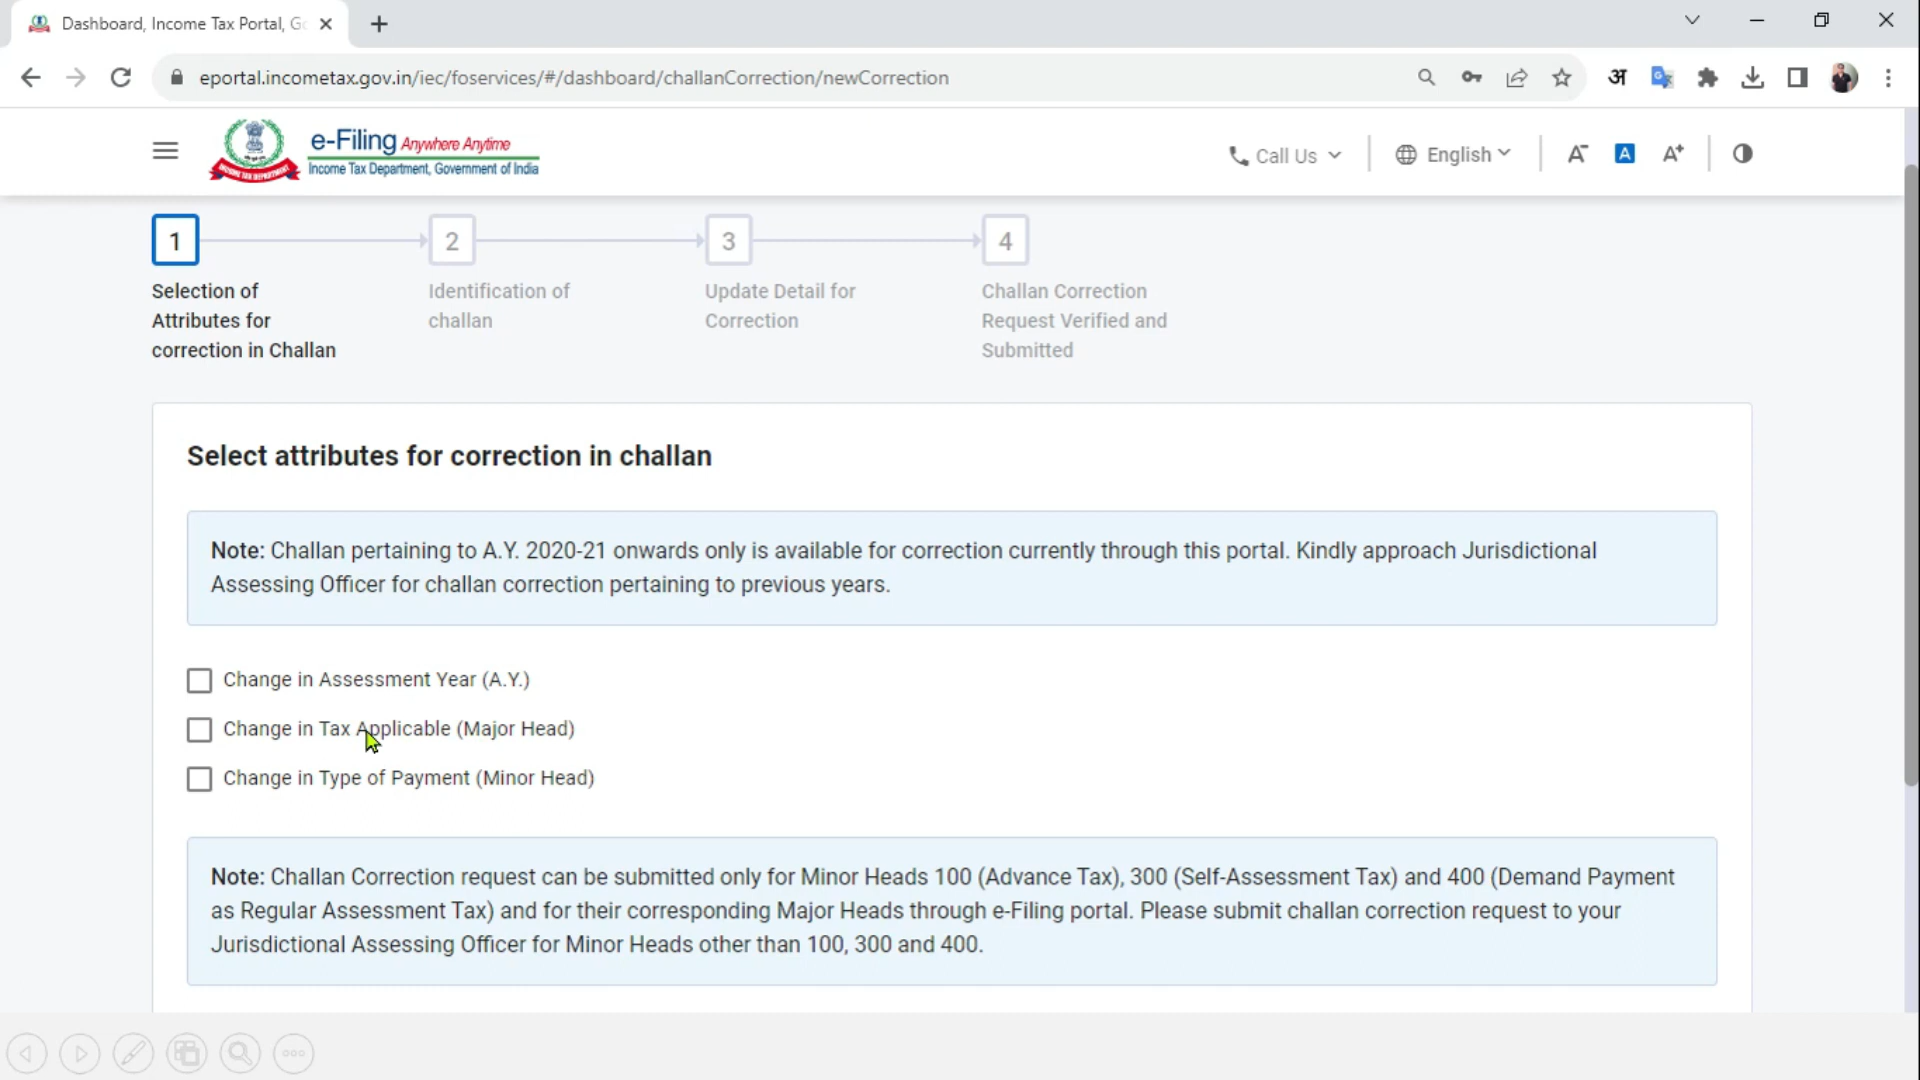 Dashboard, Income Tax Portal, Go
eportal.incometax.gov.in/iec/foservices/#/dashboard/challanCorrection/newCorrection
अ
e-Filing Anywhere Anytime
Income Tax Department, Government of India
Call Us
English
A-
A
A+
1
2
3
4
Selection of
Attributes for
correction in Challan
Identification of
challan
Update Detail for
Correction
Challan Correction
Request Verified and
Submitted
Select attributes for correction in challan
Note: Challan pertaining to A.Y. 2020-21 onwards only is available for correction currently through this portal. Kindly approach Jurisdictional
Assessing Officer for challan correction pertaining to previous years.
Change in Assessment Year (A.Y.)
Change in Tax Applicable (Major Head)
Change in Type of Payment (Minor Head)
Note: Challan Correction request can be submitted only for Minor Heads 100 (Advance Tax), 300 (Self-Assessment Tax) and 400 (Demand Payment
as Regular Assessment Tax) and for their corresponding Major Heads through e-Filing portal. Please submit challan correction request to your
Jurisdictional Assessing Officer for Minor Heads other than 100, 300 and 400.